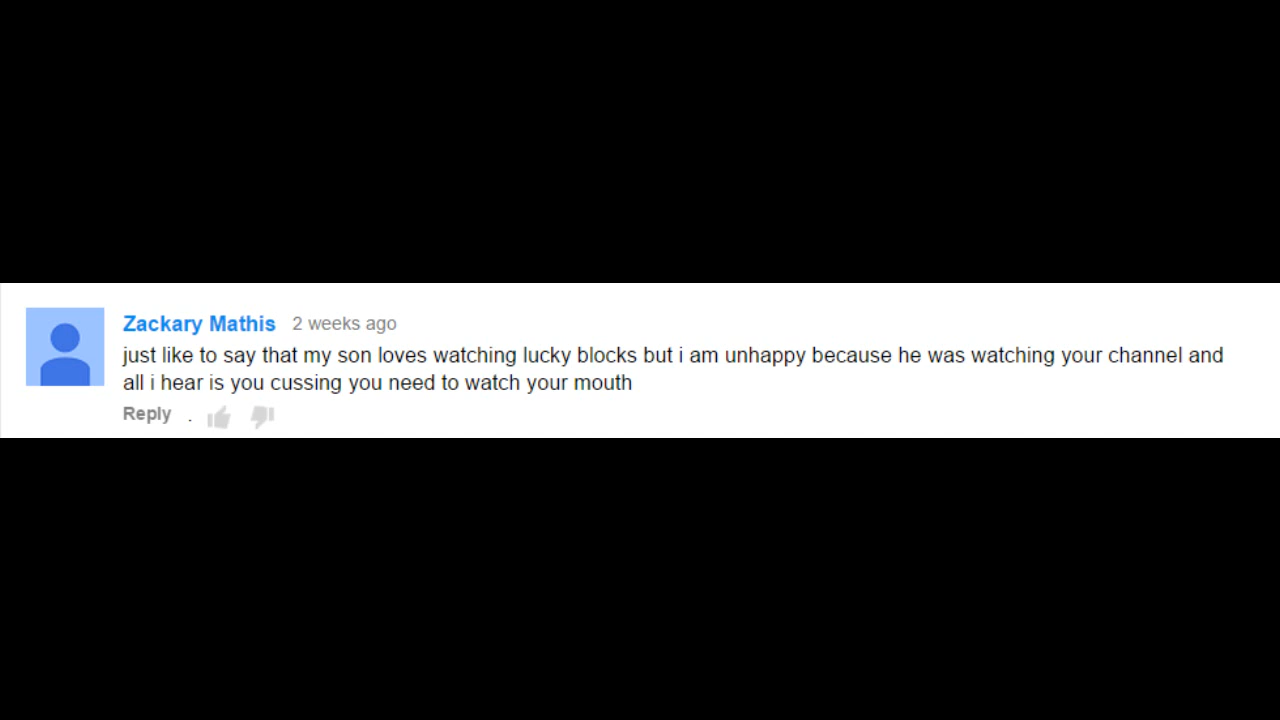 Zackary Mathis 2 weeks ago
just like to say that my son loves watching lucky blocks but i am unhappy because he was watching your channel and
all i hear is you cussing you need to watch your mouth
Reply .